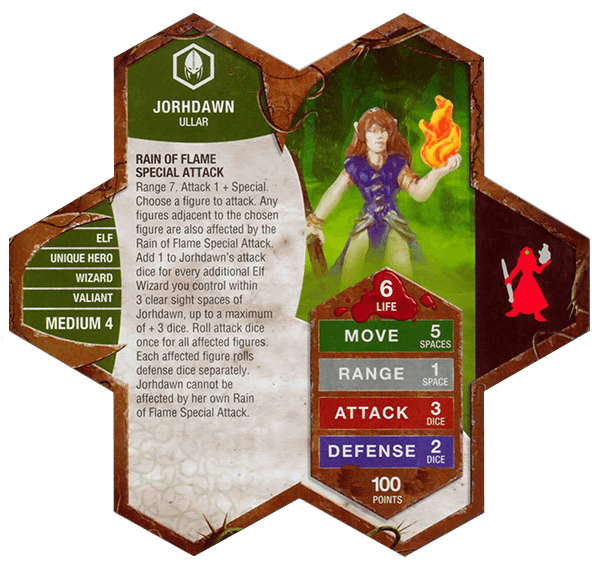 JORHDAWN
ULLAR
RAIN OF FLAME
SPECIAL ATTACK
Range 7. Attack 1 + Special.
Choose a figure to attack. Any
figures adjacent to the chosen
figure are also affected by the
Rain of Flame Special Attack.
Add 1 to Jorhdawn's attack
dice for every additional Elf
Wizard you control within
3 clear sight spaces of
Jorhdawn, up to a maximum
of + 3 dice. Roll attack dice
once for all affected figures.
Each affected figure rolls
defense dice separately.
Jorhdawn cannot be
affected by her own Rain
of Flame Special Attack.
ELF
UNIQUE HERO
WIZARD
VALIANT
MEDIUM 4
6
LIFE
MOVE 5
SPACES
RANGE 1
SPACE
ATTACK 3
DICE
DEFENSE 2
DICE
100
POINTS